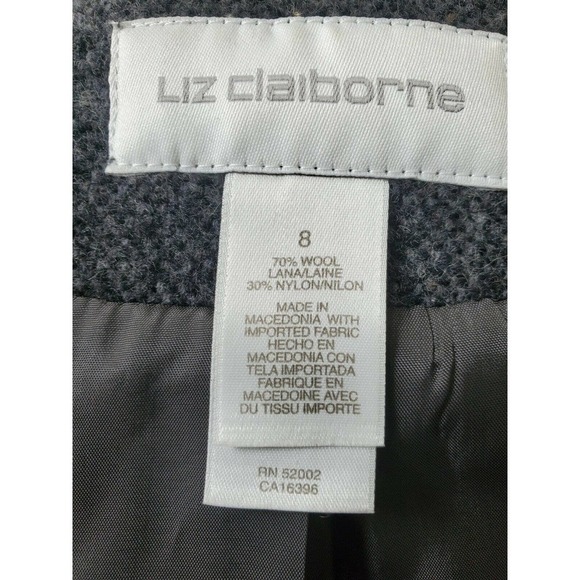 Liz claiborne
8
70% WOOL
LANA/LAINE
30% NYLON/NILON
MADE IN
MACEDONIA WITH
IMPORTED FABRIC
HECHO EN
MACEDONIA CON
TELA IMPORTADA
FABRIQUE EN
MACEDOINE AVEC
DU TISSU IMPORTE
RN 52002
CA16396